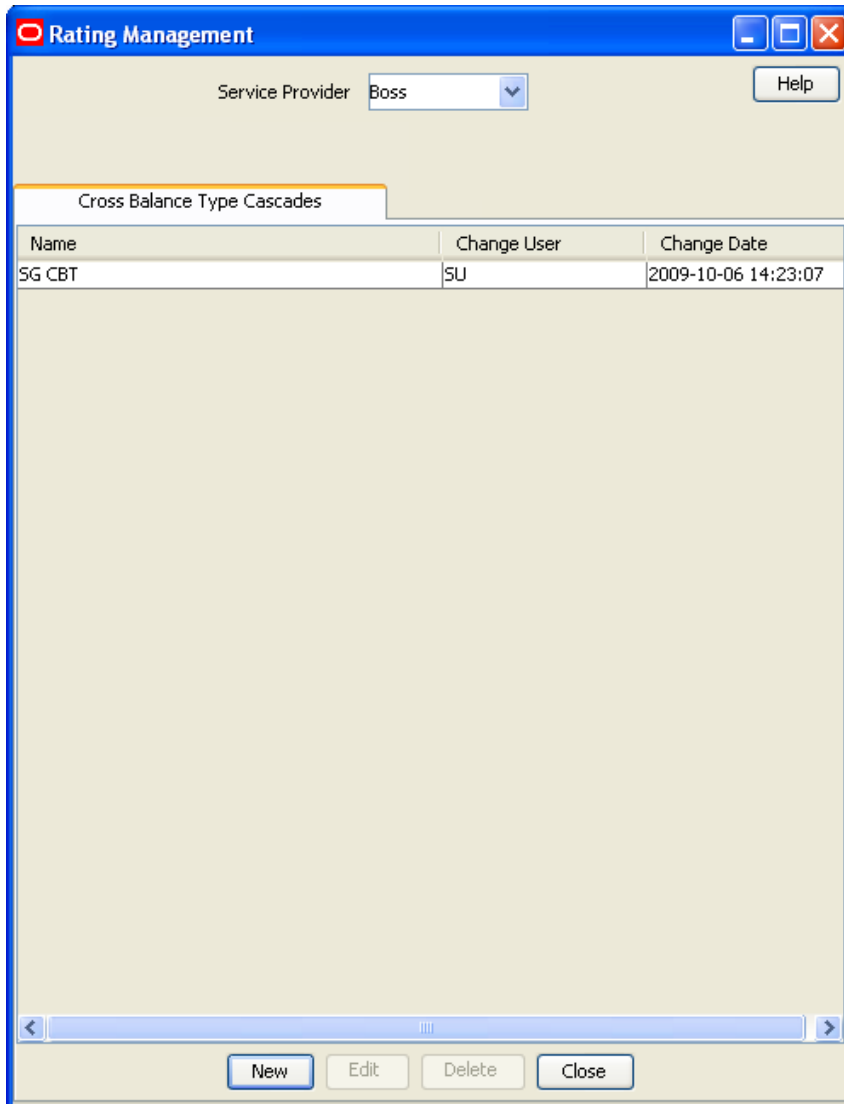 Rating Management
Service Provider Boss Help
Cross Balance Type Cascades
Name Change User Change Date
SG CBT SU 2009-10-06 14:23:07
New Edit Delete Close